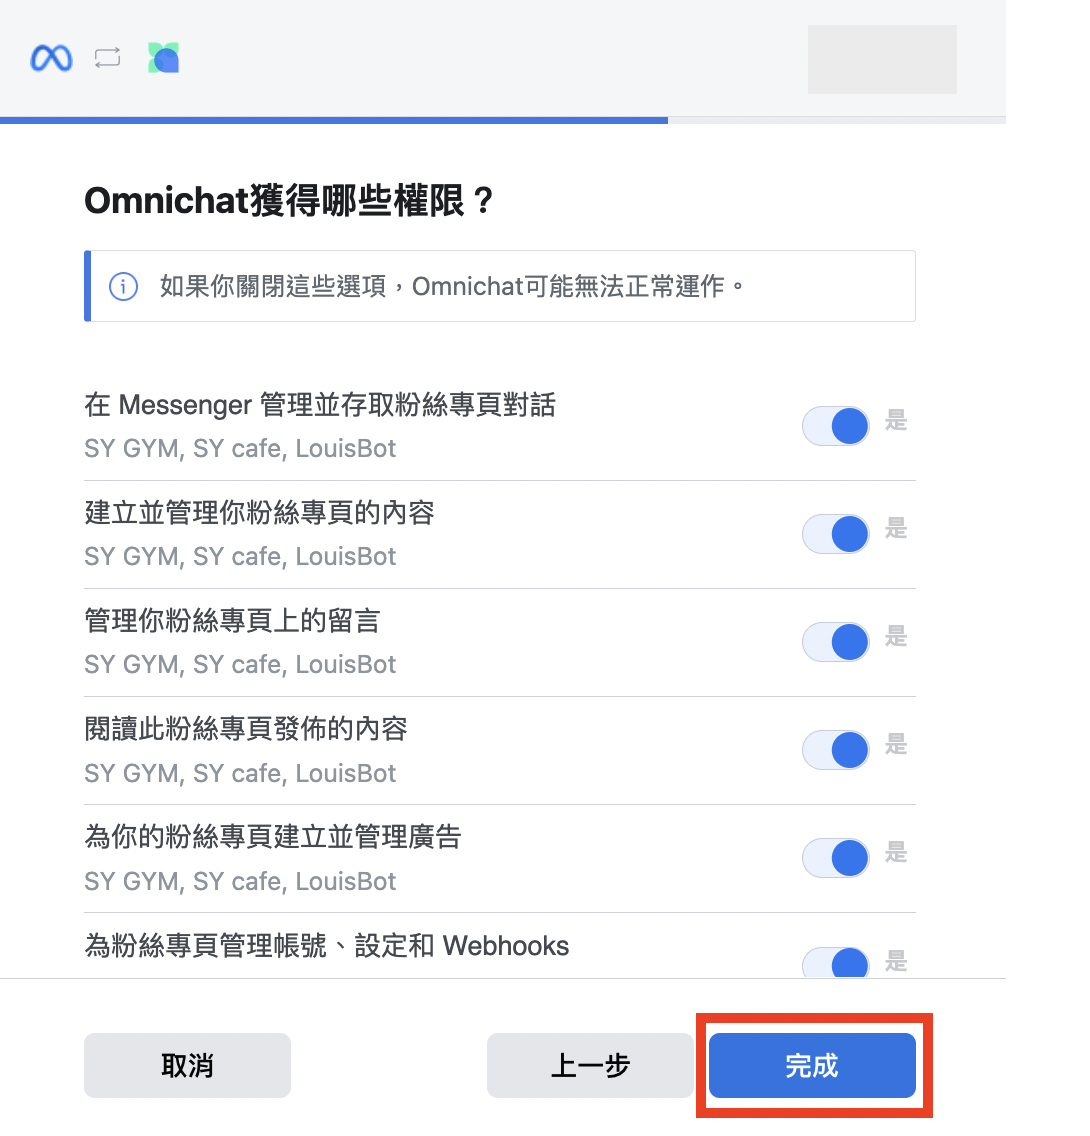 Omnichat獲得哪些權限？
如果你關閉這些選項，Omnichat可能無法正常運作。
在 Messenger 管理並存取粉絲專頁對話
是
SY GYM, SY cafe, LouisBot
建立並管理你粉絲專頁的內容
是
SY GYM, SY cafe, LouisBot
管理你粉絲專頁上的留言
是
SY GYM, SY cafe, LouisBot
閱讀此粉絲專頁發佈的內容
是
SY GYM, SY cafe, LouisBot
為你的粉絲專頁建立並管理廣告
是
SY GYM, SY cafe, LouisBot
為粉絲專頁管理帳號、設定和 Webhooks
是
取消
上一步
完成